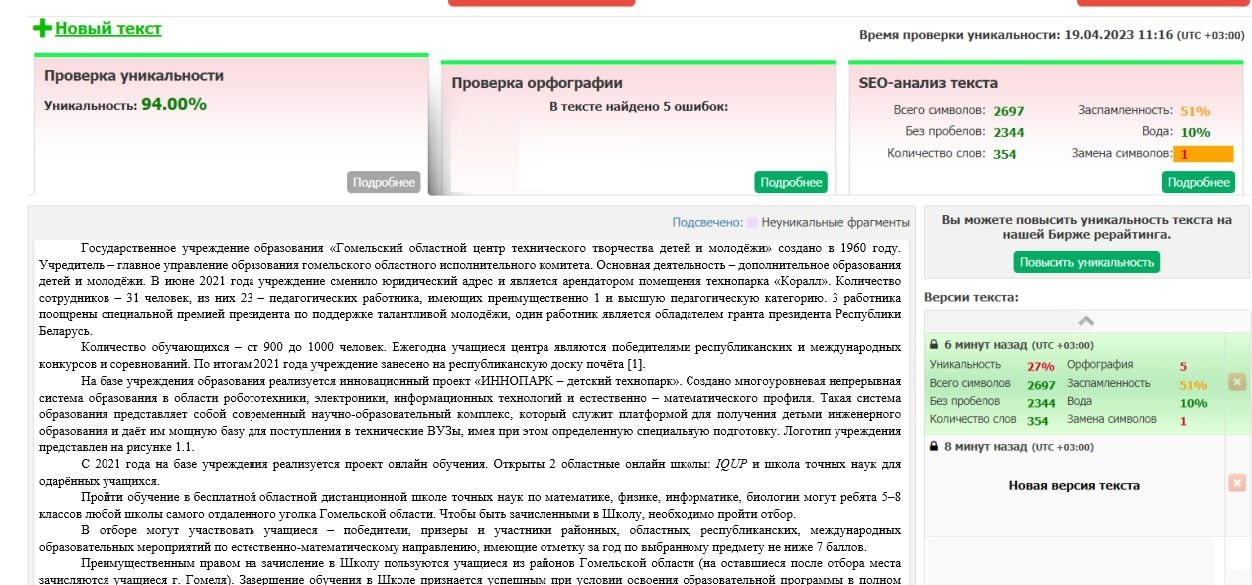 Новый текст
Время проверки уникальности: 19.04.2023 11:16 (UTC +03:00)
Проверка уникальности
Уникальность: 94.00%
Подробнее
Проверка орфографии
В тексте найдено 5 ошибок:
Подробнее
SEO-анализ текста
Всего символов: 2697 Заспамленность: 51%
Без пробелов: 2344 Вода: 10%
Количество слов: 354 Замена символов: 1
Подробнее
Подсвечено: Неуникальные фрагменты
Государственное учреждение образования «Гомельский областной центр технического творчества детей и молодёжи» создано в 1960 году.
Учредитель – главное управление образования гомельского областного исполнительного комитета. Основная деятельность – дополнительное образования
детей и молодёжи. В июне 2021 года учреждение сменило юридический адрес и является арендатором помещения технопарка «Коралл». Количество
сотрудников – 31 человек, из них 23 – педагогических работника, имеющих преимущественно 1 и высшую педагогическую категорию. 3 работника
поощрены специальной премией президента по поддержке талантливой молодёжи, один работник является обладателем гранта президента Республики
Беларусь.
Количество обучающихся – от 900 до 1000 человек. Ежегодна учащиеся центра являются победителями республиканских и международных
конкурсов и соревнований. По итогам 2021 года учреждение занесено на республиканскую доску почёта [1].
На базе учреждения образования реализуется инновационный проект «ИННОПАРК – детский технопарк». Создано многоуровневая непрерывная
система образования в области робототехники, электроники, информационных технологий и естественно – математического профиля. Такая система
образования представляет собой современный научно-образовательный комплекс, который служит платформой для получения детьми инженерного
образования и даёт им мощную базу для поступления в технические ВУЗы, имея при этом определенную специальную подготовку. Логотип учреждения
представлен на рисунке 1.1.
С 2021 года на базе учреждения реализуется проект онлайн обучения. Открыты 2 областные онлайн школы: IQUP и школа точных наук для
одарённых учащихся.
Пройти обучение в бесплатной областной дистанционной школе точных наук по математике, физике, информатике, биологии могут ребята 5–8
классов любой школы самого отдаленного уголка Гомельской области. Чтобы быть зачисленными в Школу, необходимо пройти отбор.
В отборе могут участвовать учащиеся – победители, призеры и участники районных, областных, республиканских, международных
образовательных мероприятий по естественно-математическому направлению, имеющие отметку за год по выбранному предмету не ниже 7 баллов.
Преимущественным правом на зачисление в Школу пользуются учащиеся из районов Гомельской области (на оставшиеся после отбора места
зачисляются учащиеся г. Гомеля). Завершение обучения в Школе признается успешным при условии освоения образовательной программы в полном
Вы можете повысить уникальность текста на
нашей Бирже рерайтинга.
Повысить уникальность
Версии текста:
6 минут назад (UTC +03:00)
Уникальность 27% Орфография 5
Всего символов 2697 Заспамленность 51%
Без пробелов 2344 Вода 10%
Количество слов 354 Замена символов 1
8 минут назад (UTC +03:00)
Новая версия текста